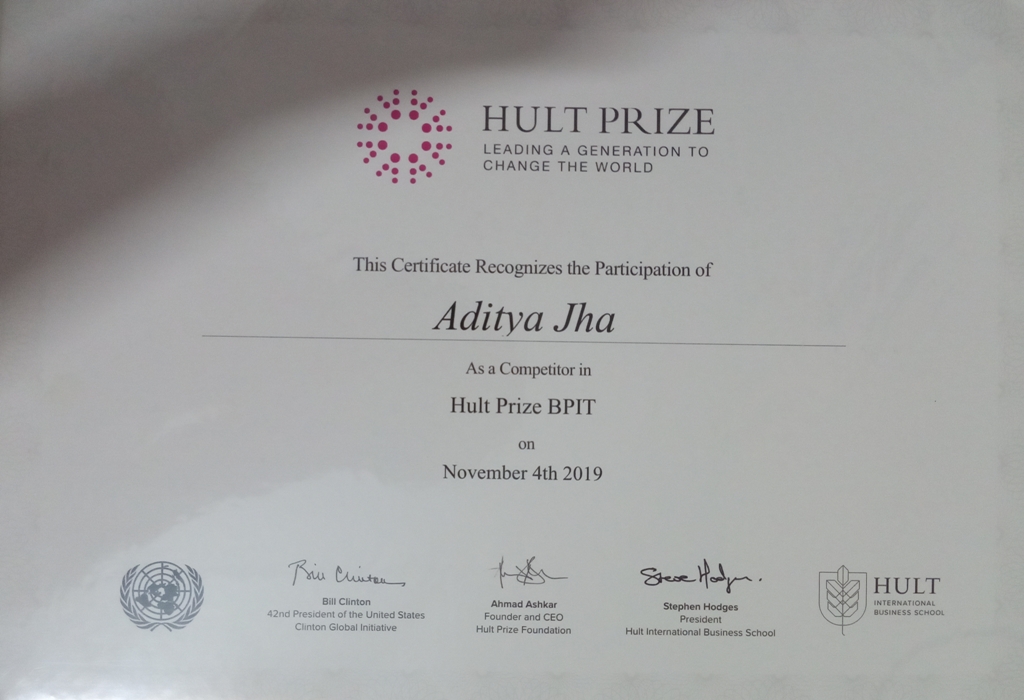 HULT PRIZE
LEADING A GENERATION TO
CHANGE THE WORLD
This Certificate Recognizes the Participation of
Aditya Jha
As a Competitor in
Hult Prize BPIT
on
November 4th 2019
Bill Clinton
Bill Clinton
42nd President of the United States
Clinton Global Initiative
Ahmad Ashkar
Founder and CEO
Hult Prize Foundation
Steve Hodges.
Stephen Hodges
President
Hult International Business School
HULT
INTERNATIONAL
BUSINESS SCHOOL